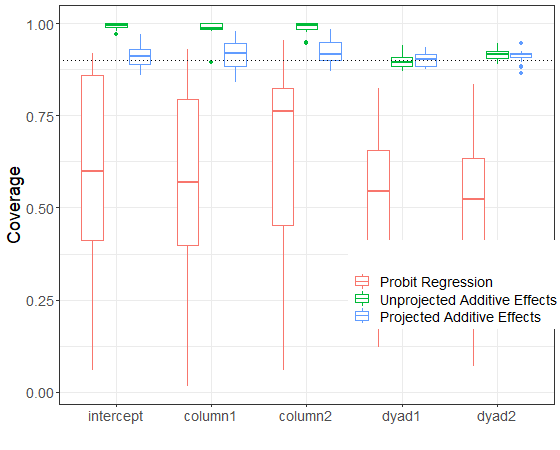 1.00
0.75
0.50
0.25
0.00
Coverage
Probit Regression
Unprojected Additive Effects
Projected Additive Effects
intercept column1 column2 dyad1 dyad2